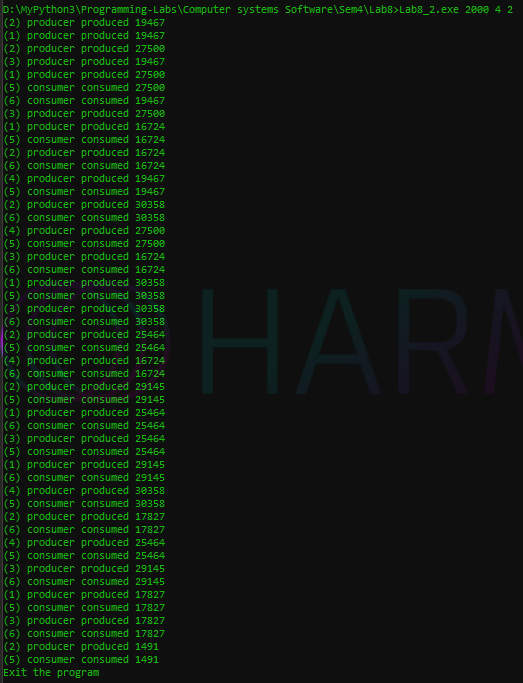 D:\MyPython3\Programming-Labs\Computer systems Software\Sem4\Lab8>Lab8_2.exe 2000 4 2
(2) producer produced 19467
(1) producer produced 19467
(2) producer produced 27500
(3) producer produced 19467
(1) producer produced 27500
(5) consumer consumed 27500
(6) consumer consumed 19467
(3) producer produced 27500
(1) producer produced 16724
(5) consumer consumed 16724
(2) producer produced 16724
(6) consumer consumed 16724
(4) producer produced 19467
(5) consumer consumed 19467
(2) producer produced 30358
(6) consumer consumed 30358
(4) producer produced 27500
(5) consumer consumed 27500
(3) producer produced 16724
(6) consumer consumed 16724
(1) producer produced 30358
(5) consumer consumed 30358
(3) producer produced 30358
(6) consumer consumed 30358
(2) producer produced 25464
(5) consumer consumed 25464
(4) producer produced 16724
(6) consumer consumed 16724
(2) producer produced 29145
(5) consumer consumed 29145
(1) producer produced 25464
(6) consumer consumed 25464
(3) producer produced 25464
(5) consumer consumed 25464
(1) producer produced 29145
(6) consumer consumed 29145
(4) producer produced 30358
(5) consumer consumed 30358
(2) producer produced 17827
(6) consumer consumed 17827
(4) producer produced 25464
(5) consumer consumed 25464
(3) producer produced 29145
(6) consumer consumed 29145
(1) producer produced 17827
(5) consumer consumed 17827
(3) producer produced 17827
(6) consumer consumed 17827
(2) producer produced 1491
(5) consumer consumed 1491
Exit the program
HARM